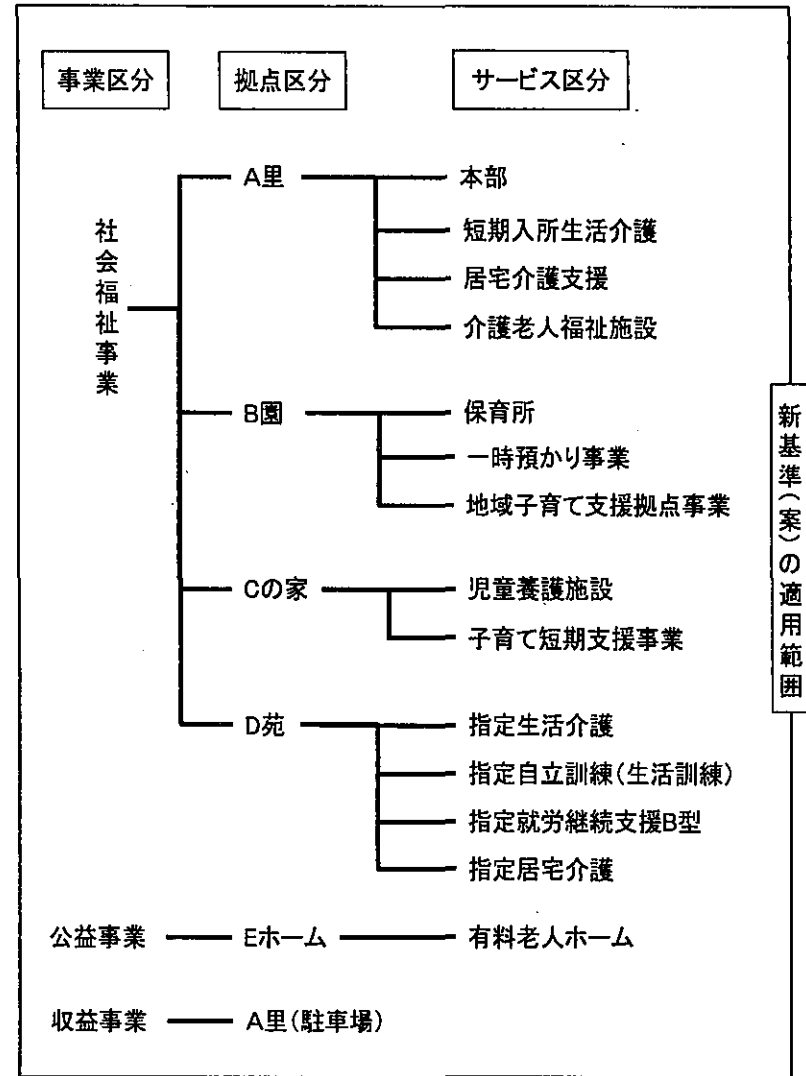 事業区分 拠点区分 サービス区分
社会福祉事業
A里 本部
短期入所生活介護
居宅介護支援
介護老人福祉施設
B園 保育所
一時預かり事業
地域子育て支援拠点事業
Cの家 児童養護施設
子育て短期支援事業
D苑 指定生活介護
指定自立訓練(生活訓練)
指定就労継続支援B型
指定居宅介護
公益事業 Eホーム 有料老人ホーム
収益事業 A里(駐車場)
新基準(案)の適用範囲